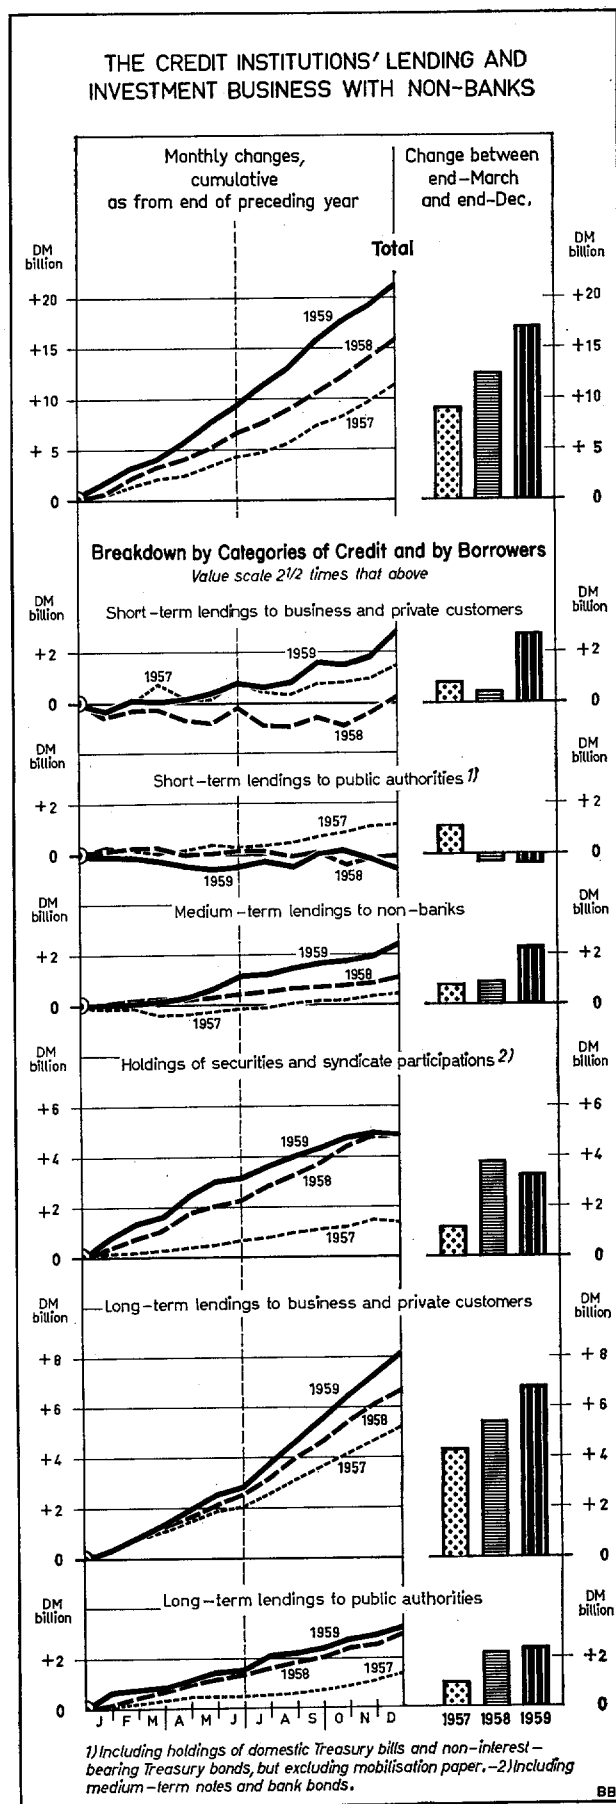 THE CREDIT INSTITUTIONS' LENDING AND
INVESTMENT BUSINESS WITH NON-BANKS
Monthly changes,
cumulative
as from end of preceding year
Change between
end-March
and end-Dec.
DM
billion
Total
DM
billion
+20
1959
+20
+15
1958
+15
+10
+10
1957
+ 5
+ 5
0
0
Breakdown by Categories of Credit and by Borrowers
Value scale 2 1/2 times that above
DM
billion
DM
billion
Short-term lendings to business and private customers
+2
1957
1959
+2
0
0
1958
DM
billion
DM
billion
Short-term lendings to public authorities 1)
+2
1957
+2
0
0
1959
1958
DM
billion
DM
billion
Medium-term lendings to non-banks
+2
1959
+2
1958
0
1957
0
DM
billion
DM
billion
Holdings of securities and syndicate participations 2)
+6
+6
1959
+4
+4
1958
+2
+2
1957
0
0
DM
billion
DM
billion
Long-term lendings to business and private customers
+8
+8
1959
+6
1958
+6
+4
1957
+4
+2
+2
0
0
DM
billion
DM
billion
Long-term lendings to public authorities
1959
+2
1958
1957
+2
0
0
J F M A M J J A S O N D
1957 1958 1959
1) Including holdings of domestic Treasury bills and non-interest-
bearing Treasury bonds, but excluding mobilisation paper.-2) Including
medium-term notes and bank bonds.
BB